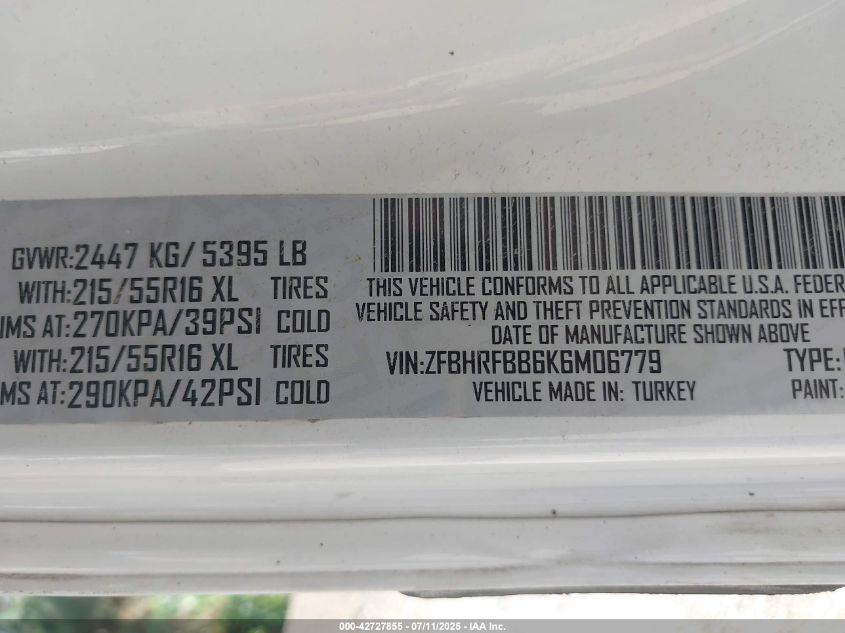 GVWR:2447 KG/ 5395 LB
WITH:215/55R16 XL TIRES
MS AT:270KPA/39PSI COLD
WITH:215/55R16 XL TIRES
MS AT:290KPA/42PSI COLD
THIS VEHICLE CONFORMS TO ALL APPLICABLE U.S.A. FEDER
VEHICLE SAFETY AND THEFT PREVENTION STANDARDS IN EFF
DATE OF MANUFACTURE SHOWN ABOVE
VIN:ZFBHRFBB6K6M06779 TYPE:
VEHICLE MADE IN: TURKEY PAINT:
000-42727855 - 07/11/2025 - IAA Inc.